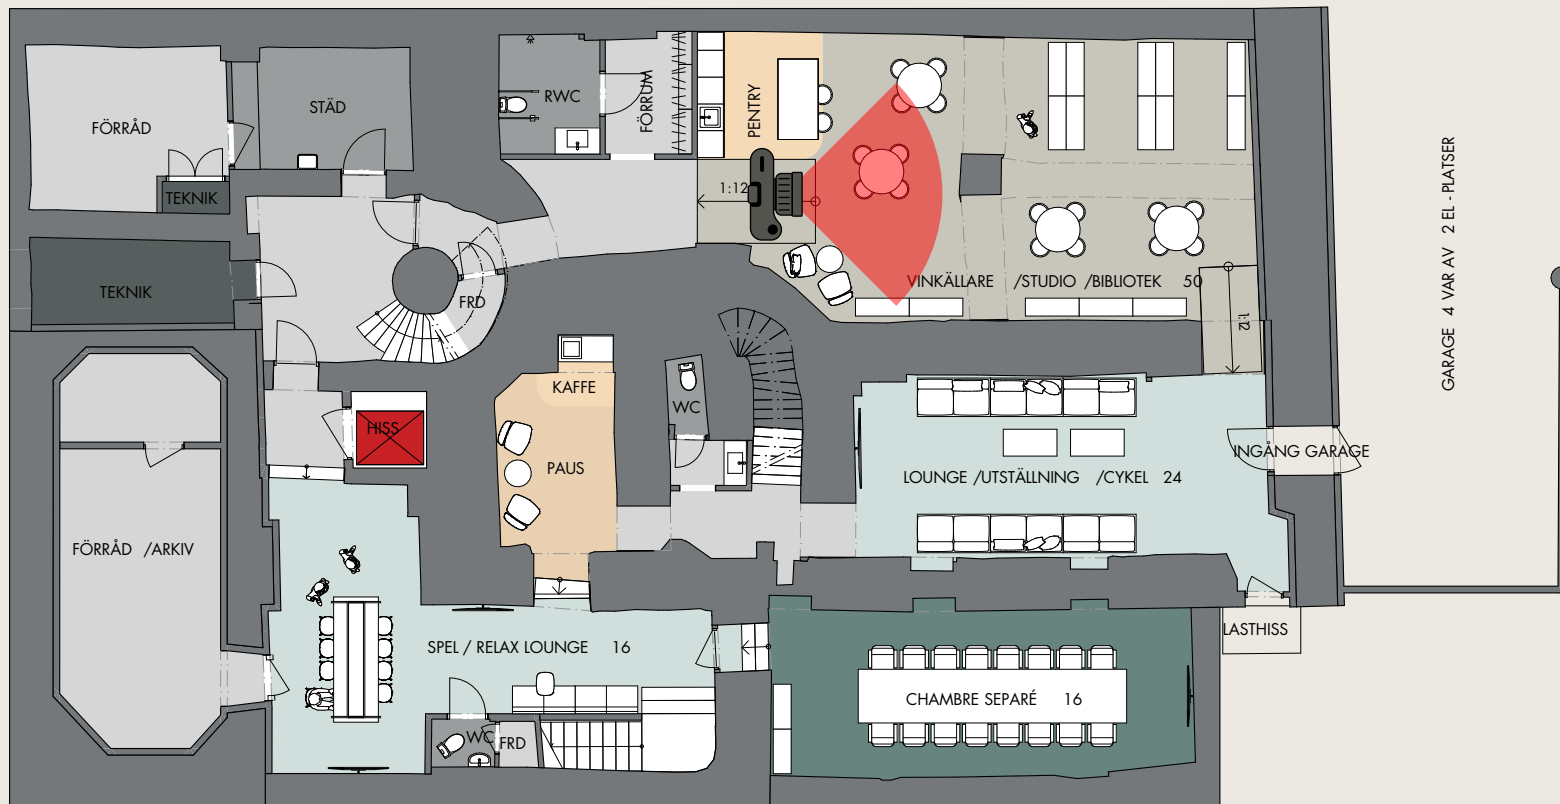 FÖRRÅD
STÄD
TEKNIK
RWC
FÖRRUM
PENTRY
1:12
TEKNIK
FRD
VINKÄLLARE /STUDIO /BIBLIOTEK 50
1:12
GARAGE 4 VAR AV 2 EL - PLATSER
HISS
KAFFE
PAUS
WC
INGÅNG GARAGE
LOUNGE /UTSTÄLLNING /CYKEL 24
FÖRRÅD /ARKIV
SPEL / RELAX LOUNGE 16
LASTHISS
CHAMBRE SEPARÉ 16
WC
FRD